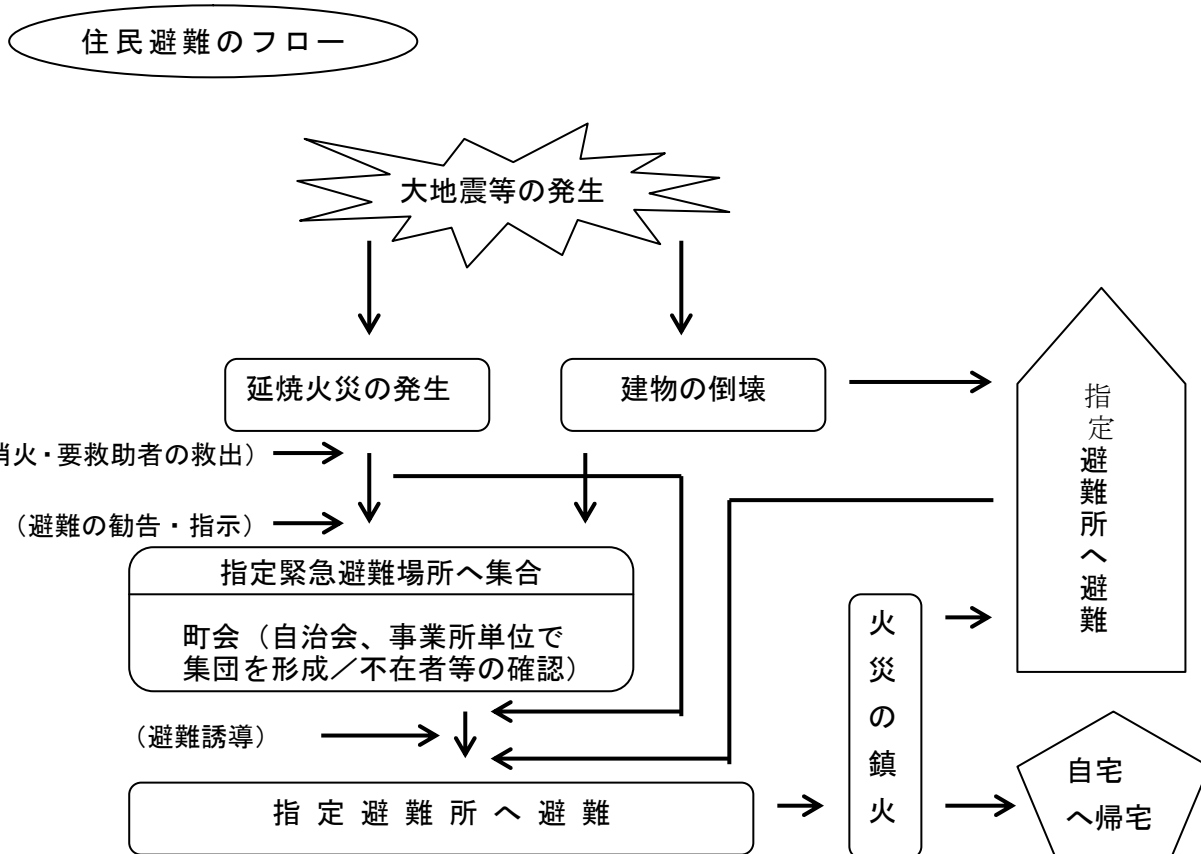 住民避難のフロー
大地震等の発生
延焼火災の発生
建物の倒壊
消火・要救助者の救出）
（避難の勧告・指示）
指定緊急避難場所へ集合
町会（自治会、事業所単位で
集団を形成／不在者等の確認）
（避難誘導）
指定避難所へ避難
火災の鎮火
指定避難所へ避難
自宅
へ帰宅